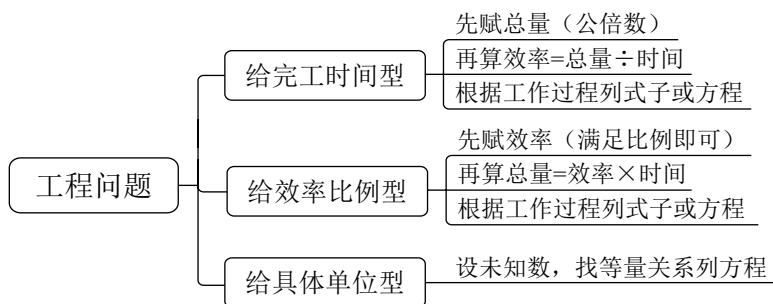 工程问题
给完工时间型
先赋总量（公倍数）
再算效率=总量÷时间
根据工作过程列式子或方程
给效率比例型
先赋效率（满足比例即可）
再算总量=效率×时间
根据工作过程列式子或方程
给具体单位型
设未知数，找等量关系列方程